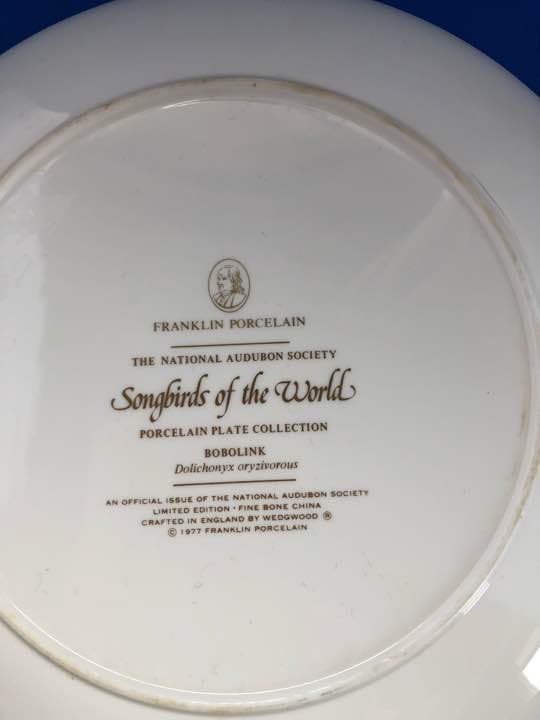 FRANKLIN PORCELAIN
THE NATIONAL AUDUBON SOCIETY
Songbirds of the World
PORCELAIN PLATE COLLECTION
BOBOLINK
Dolichonyx oryzivorous
AN OFFICIAL ISSUE OF THE NATIONAL AUDUBON SOCIETY
LIMITED EDITION • FINE BONE CHINA
CRAFTED IN ENGLAND BY WEDGWOOD ®
© 1977 FRANKLIN PORCELAIN